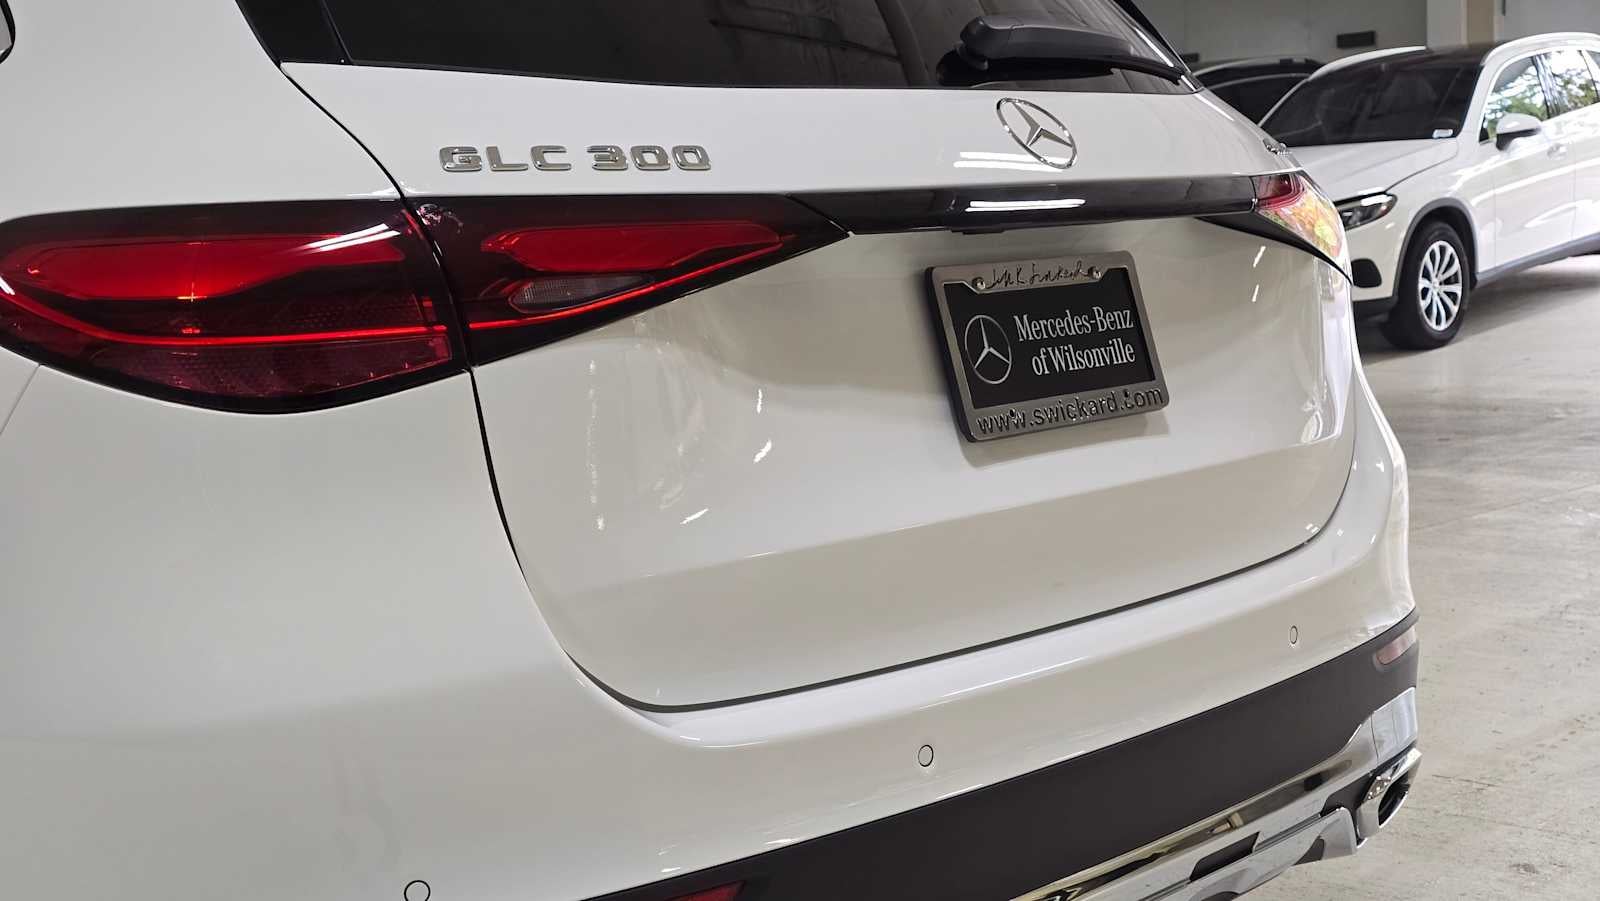 GLC 300
Mercedes-Benz
of Wilsonville
www.swickard.com